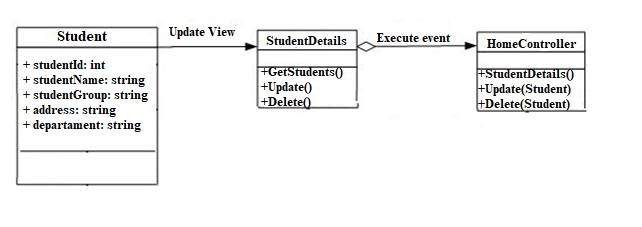 Student
+ studentId: int
+ studentName: string
+ studentGroup: string
+ address: string
+ departament: string
Update View
StudentDetails
+GetStudents()
+Update()
+Delete()
Execute event
HomeController
+StudentDetails()
+Update(Student)
+Delete(Student)